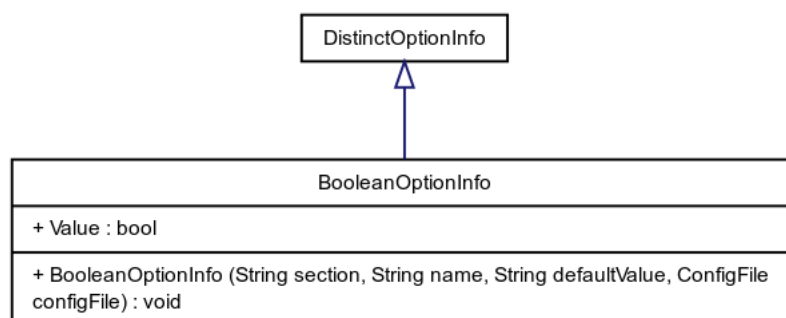 DistinctOptionInfo
BooleanOptionInfo
+ Value : bool
+ BooleanOptionInfo (String section, String name, String defaultValue, ConfigFile
configFile) : void